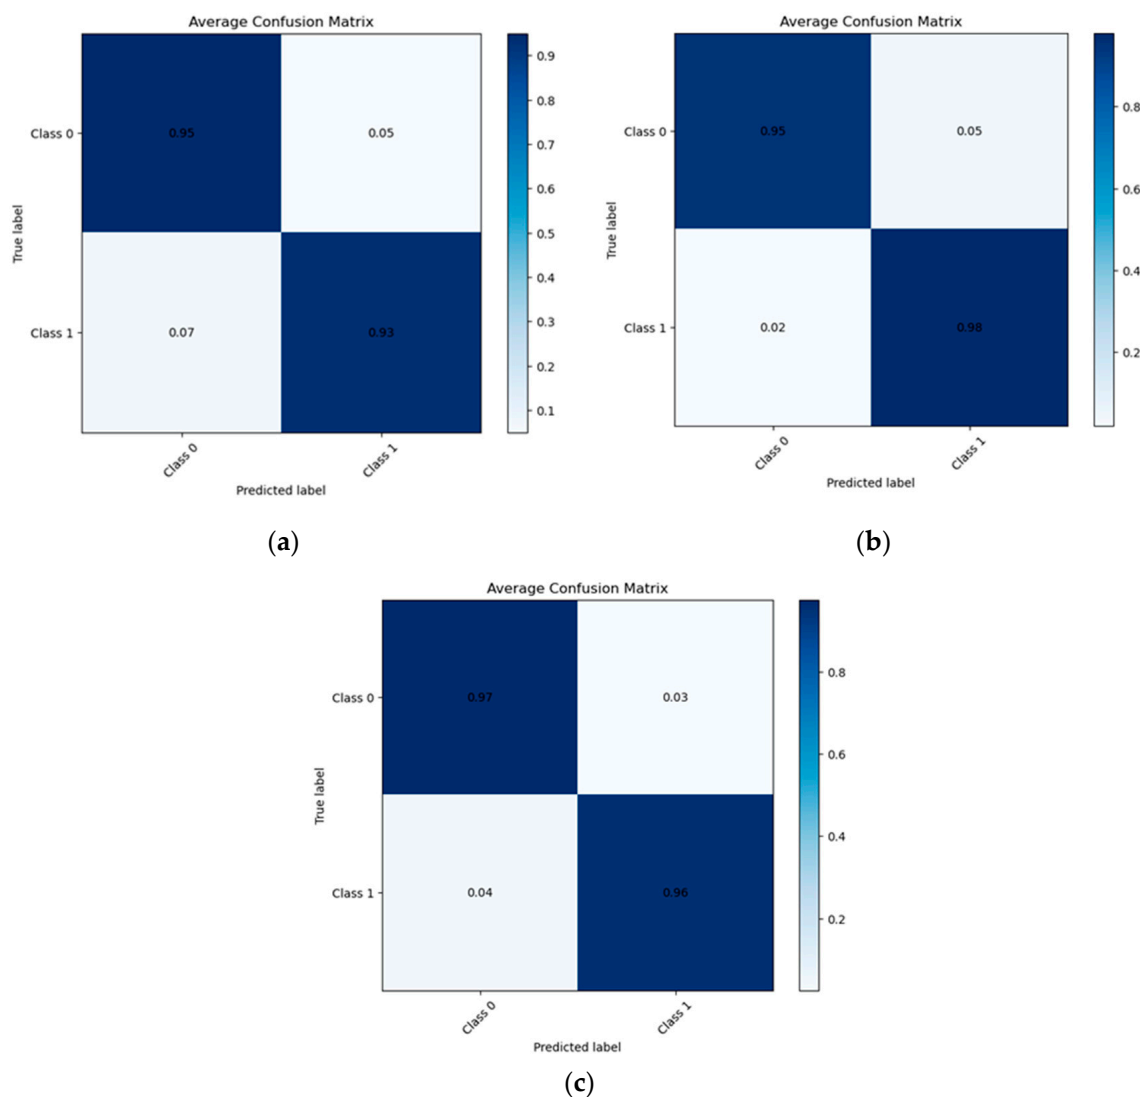 Average Confusion Matrix
True label
Class 0
0.95
0.05
Class 1
0.07
0.93
Class 0
Class 1
Predicted label
0.9
0.8
0.7
0.6
0.5
0.4
0.3
0.2
0.1
(a)
Average Confusion Matrix
True label
Class 0
0.95
0.05
Class 1
0.02
0.98
Class 0
Class 1
Predicted label
0.8
0.6
0.4
0.2
(b)
Average Confusion Matrix
True label
Class 0
0.97
0.03
Class 1
0.04
0.96
Class 0
Class 1
Predicted label
0.8
0.6
0.4
0.2
(c)